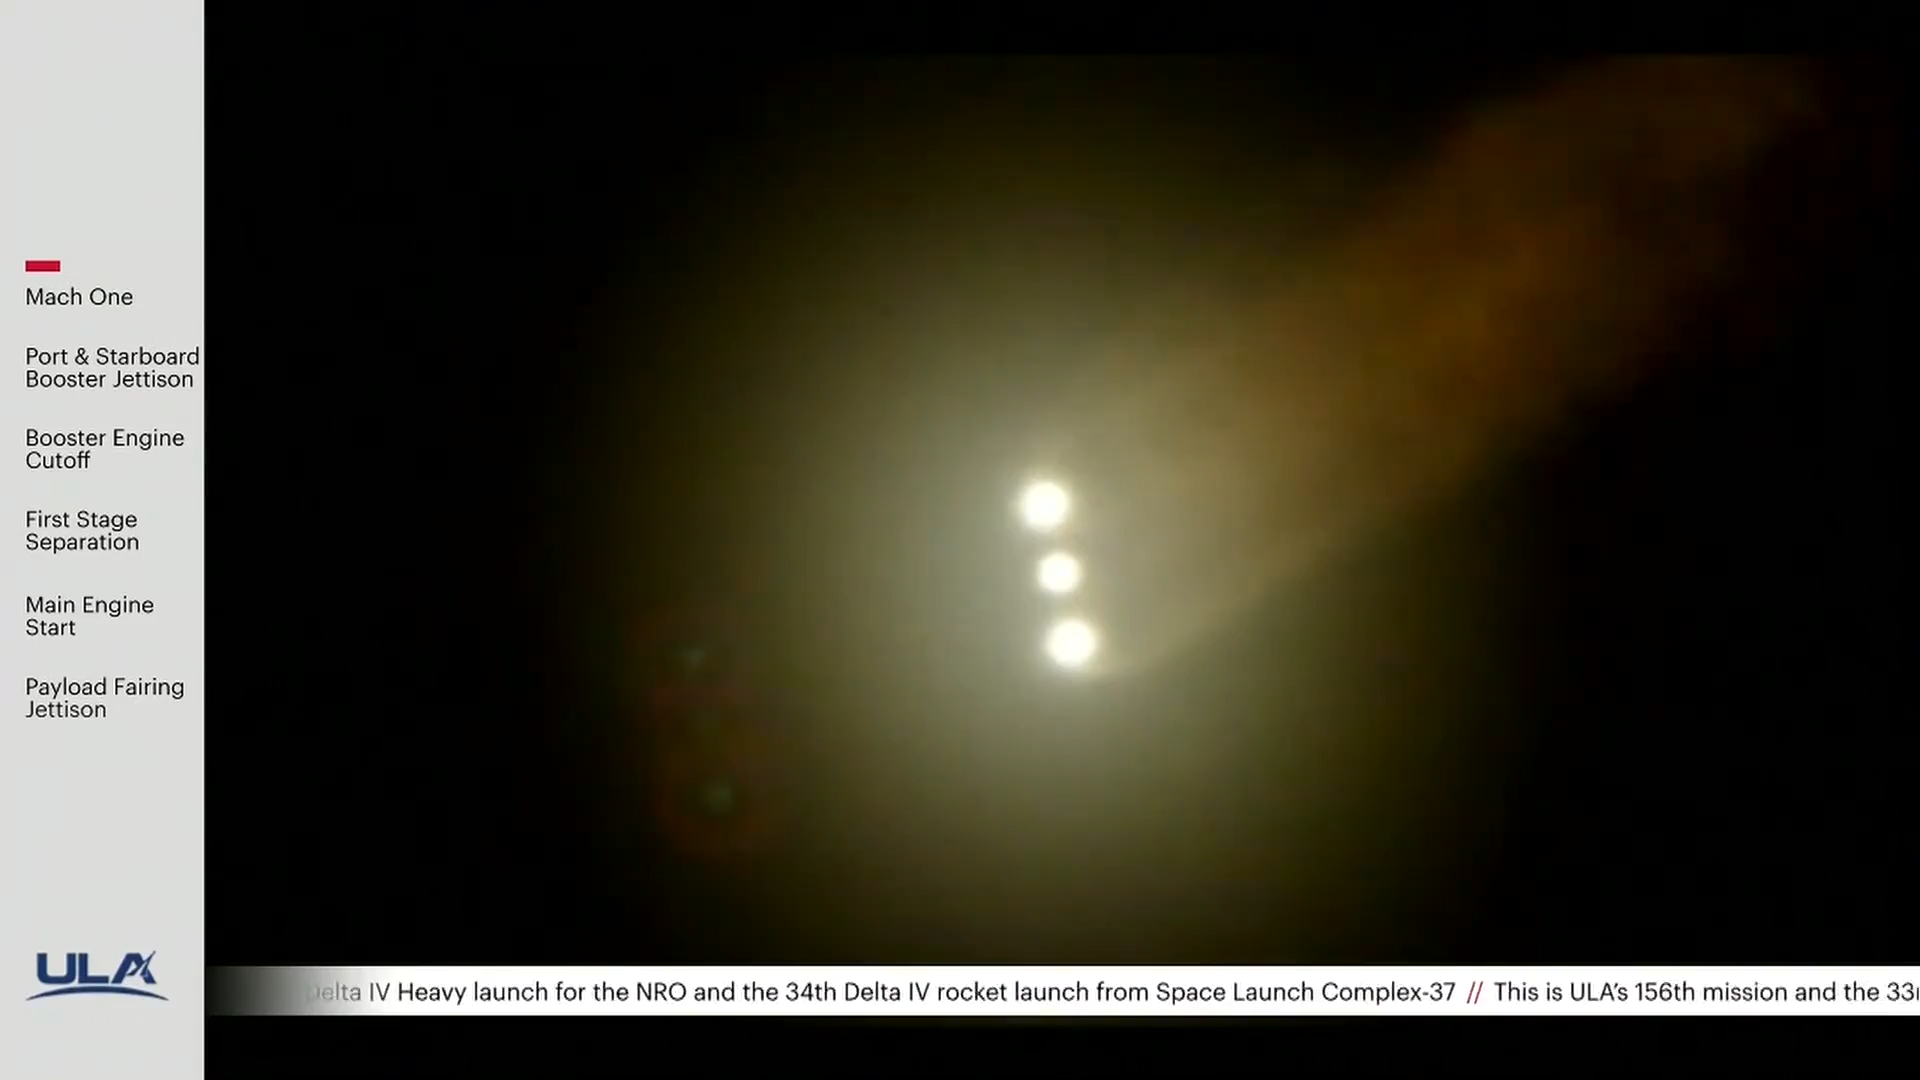 Mach One
Port & Starboard
Booster Jettison
Booster Engine
Cutoff
First Stage
Separation
Main Engine
Start
Payload Fairing
Jettison
ULA
Delta IV Heavy launch for the NRO and the 34th Delta IV rocket launch from Space Launch Complex-37 // This is ULA's 156th mission and the